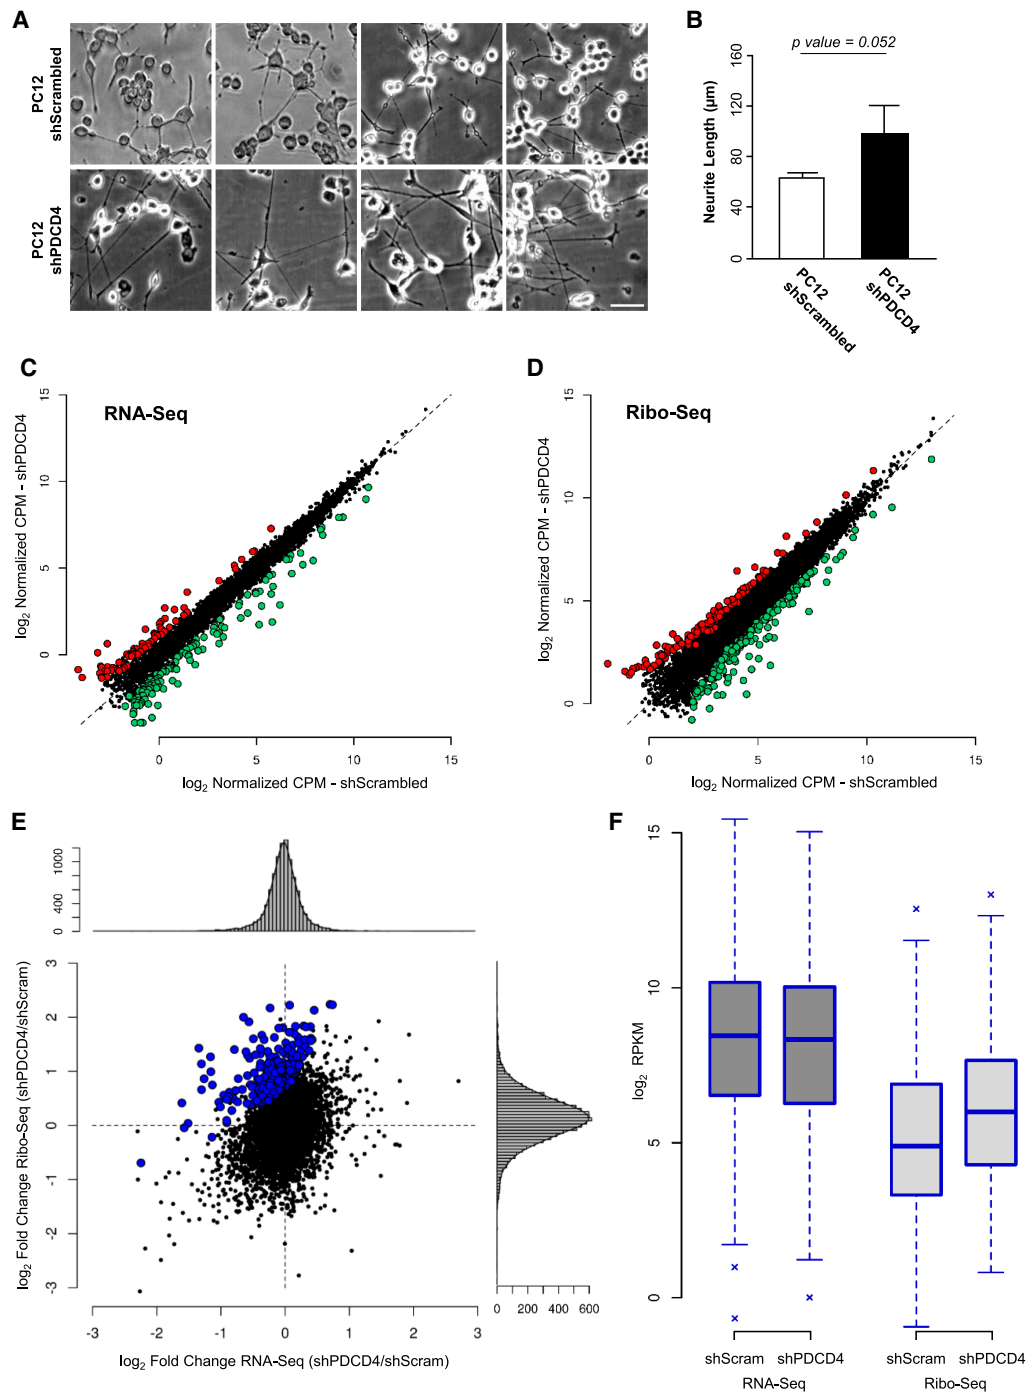 A
PC12
shScrambled
PC12
shPDCD4
B
p value = 0.052
Neurite Length (µm)
160
120
80
40
0
PC12
shScrambled
PC12
shPDCD4
C
RNA-Seq
log2 Normalized CPM - shPDCD4
15
10
5
0
0
5
10
15
log2 Normalized CPM - shScrambled
D
Ribo-Seq
log2 Normalized CPM - shPDCD4
15
10
5
0
0
5
10
15
log2 Normalized CPM - shScrambled
E
1000
400
0
log2 Fold Change Ribo-Seq (shPDCD4/shScram)
3
2
1
0
-1
-2
-3
-3
-2
-1
0
1
2
3
log2 Fold Change RNA-Seq (shPDCD4/shScram)
0
200
400
600
F
log2 RPKM
15
10
5
0
shScram
shPDCD4
RNA-Seq
shScram
shPDCD4
Ribo-Seq